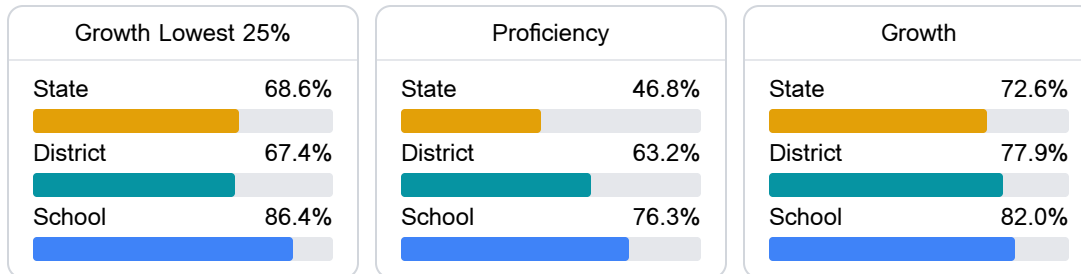 Growth Lowest 25%
State 68.6%
District 67.4%
School 86.4%
Proficiency
State 46.8%
District 63.2%
School 76.3%
Growth
State 72.6%
District 77.9%
School 82.0%